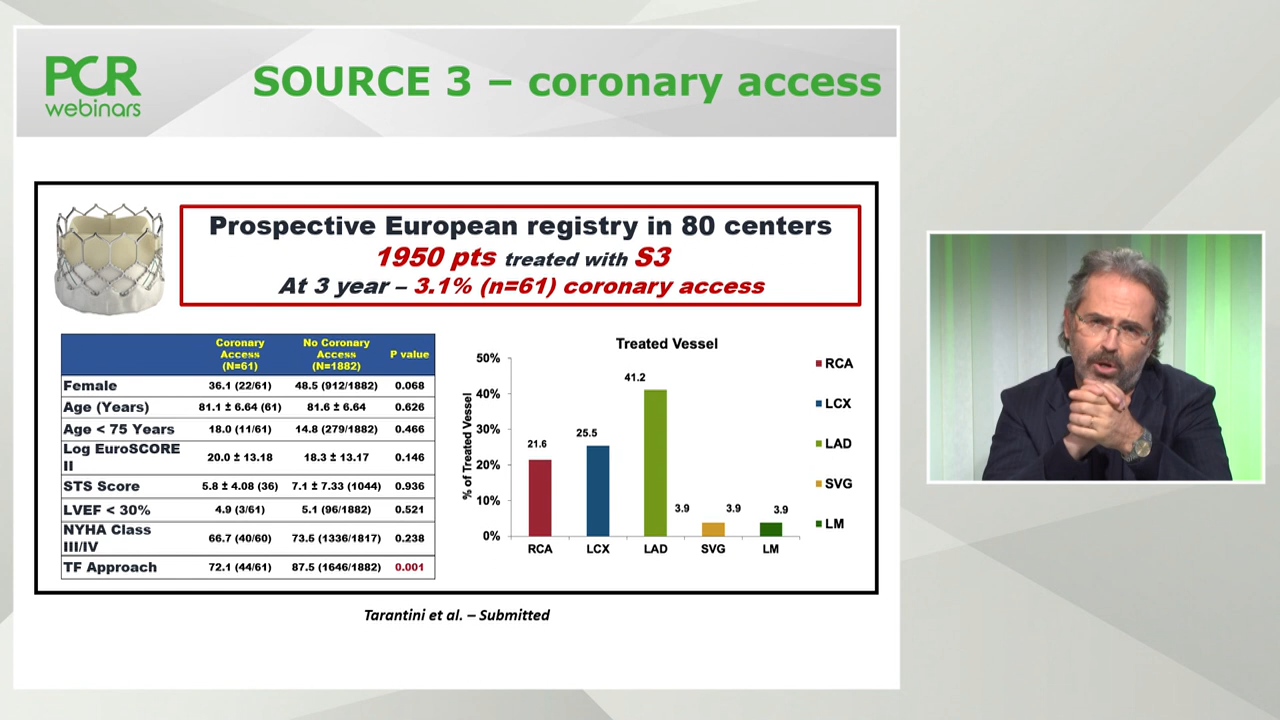 PCR
webinars
SOURCE 3 – coronary access
Prospective European registry in 80 centers
1950 pts treated with S3
At 3 year – 3.1% (n=61) coronary access
Coronary Access (N=61) No Coronary Access (N=1882) P value
Female 36.1 (22/61) 48.5 (912/1882) 0.068
Age (Years) 81.1 ± 6.64 (61) 81.6 ± 6.64 0.626
Age < 75 Years 18.0 (11/61) 14.8 (279/1882) 0.466
Log EuroSCORE II 20.0 ± 13.18 18.3 ± 13.17 0.146
STS Score 5.8 ± 4.08 (36) 7.1 ± 7.33 (1044) 0.936
LVEF < 30% 4.9 (3/61) 5.1 (96/1882) 0.521
NYHA Class III/IV 66.7 (40/60) 73.5 (1336/1817) 0.238
TF Approach 72.1 (44/61) 87.5 (1646/1882) 0.001
Treated Vessel
% of Treated Vessel
50%
40%
30%
20%
10%
0%
21.6
25.5
41.2
3.9
3.9
3.9
RCA LCX LAD SVG LM
RCA
LCX
LAD
SVG
LM
Tarantini et al. – Submitted